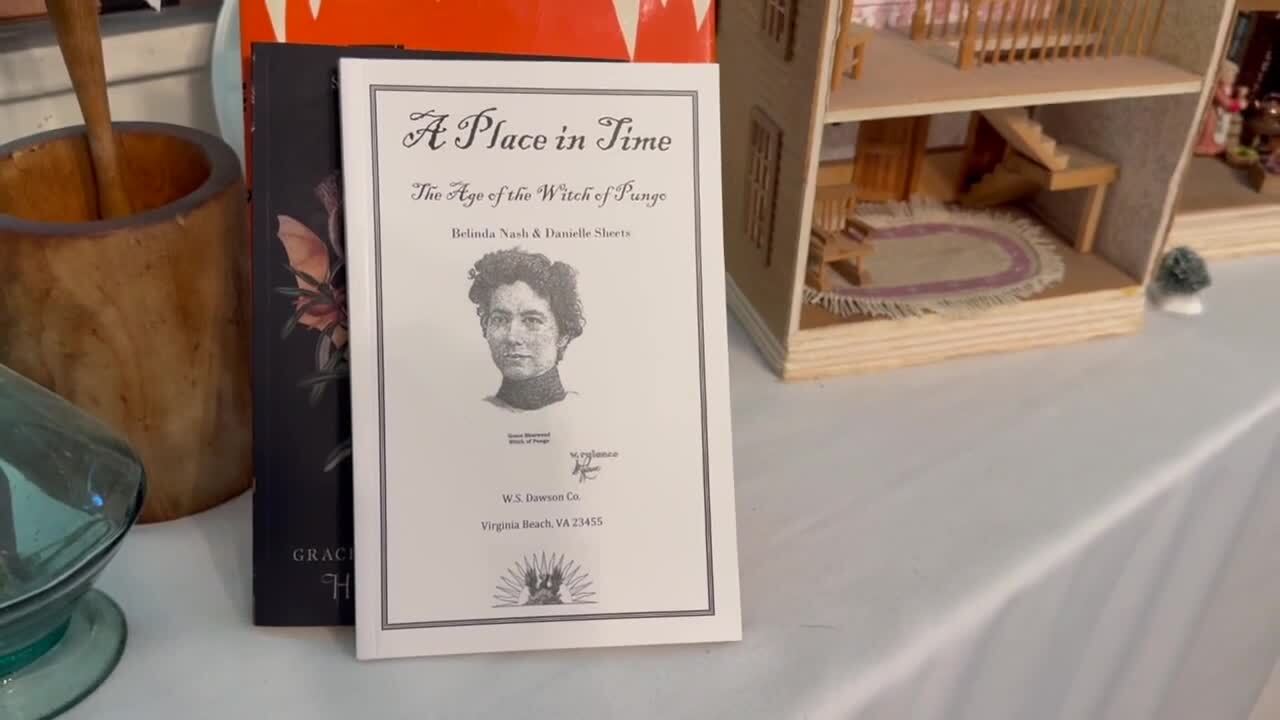 A Place in Time
The Age of the Witch of Pungo
Belinda Nash & Danielle Sheets
Grace Sherwood
Witch of Pungo
W.S. Dawson Co.
Virginia Beach, VA 23455
GRACE
H